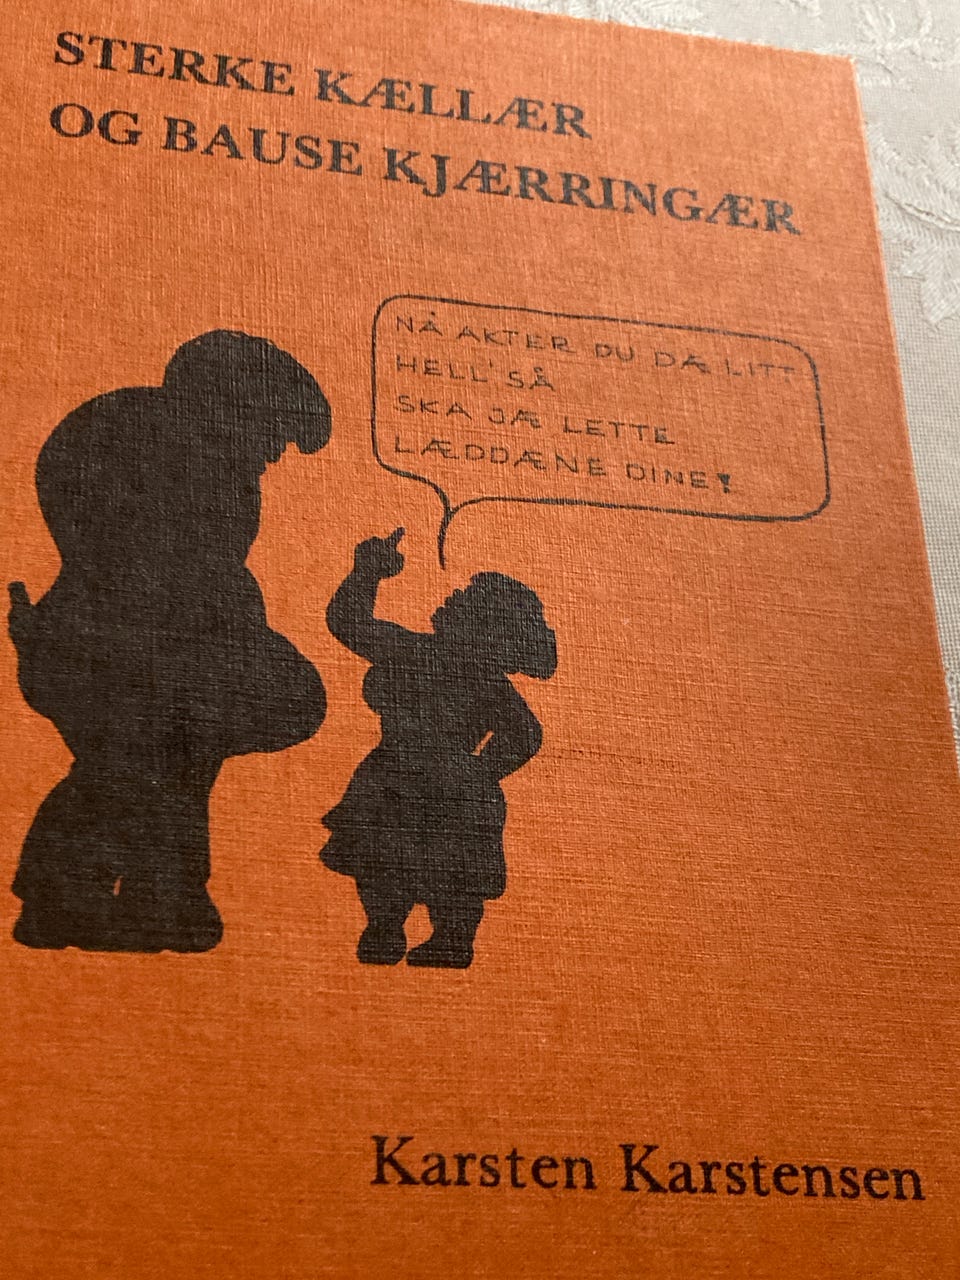 STERKE KÆLLÆR
OG BAUSE KJÆRRINGÆR
NÅ AKTER DU DÆ LITT
HELL' SÅ
SKA JÆ LETTE
LÆDDÆNE DINE!
Karsten Karstensen